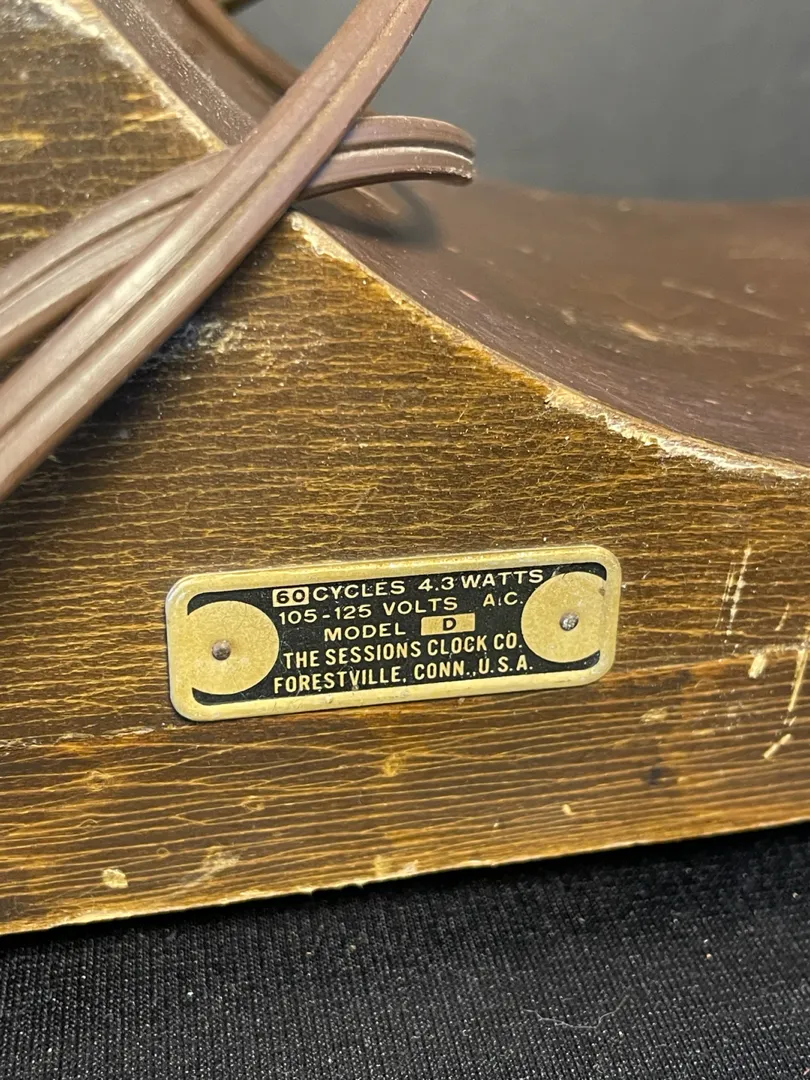 60 CYCLES 4.3 WATTS
105-125 VOLTS A.C.
MODEL D
THE SESSIONS CLOCK CO.
FORESTVILLE, CONN., U.S.A.